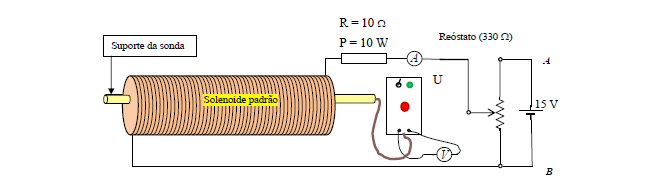 R = 10 Ω
P = 10 W
Reóstato (330 Ω)
Suporte da sonda
A
A
U
Solenoide padrão
15 V
V
B